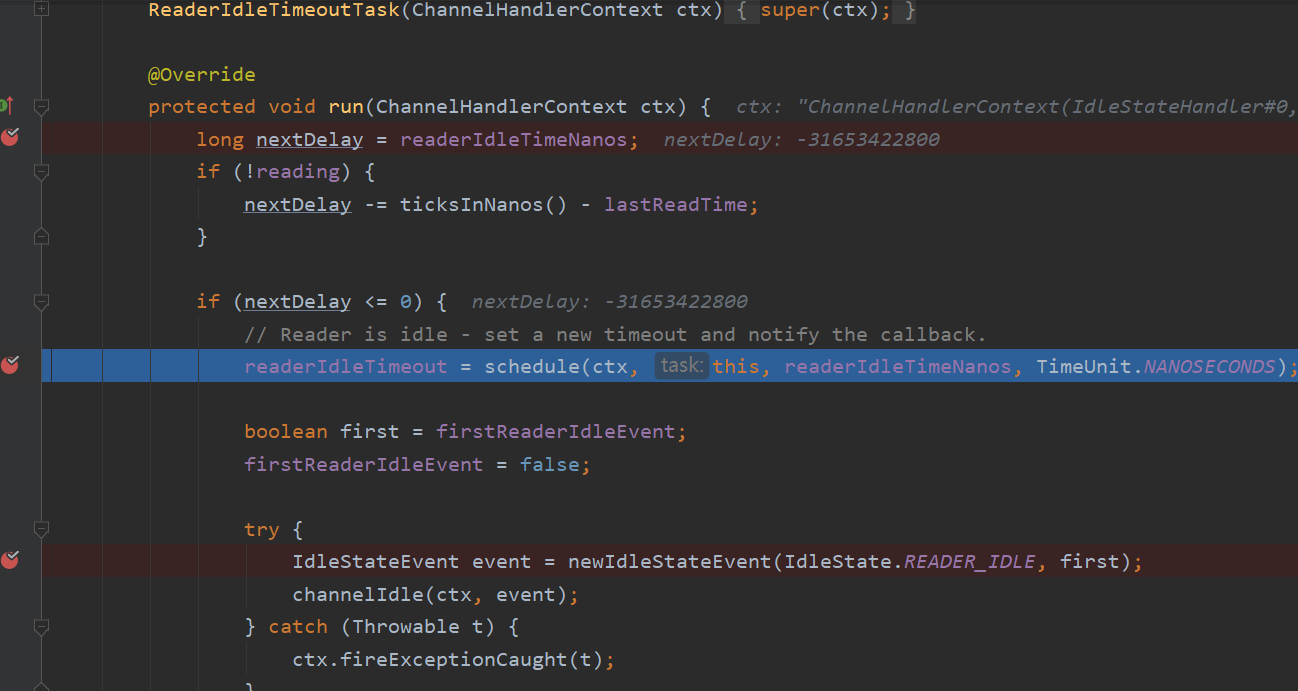 ReaderIdleTimeoutTask(ChannelHandlerContext ctx) { super(ctx); }
@Override
protected void run(ChannelHandlerContext ctx) { ctx: "ChannelHandlerContext(IdleStateHandler#0,
long nextDelay = readerIdleTimeNanos; nextDelay: -31653422800
if (!reading) {
nextDelay -= ticksInNanos() - lastReadTime;
}
if (nextDelay <= 0) { nextDelay: -31653422800
// Reader is idle - set a new timeout and notify the callback.
readerIdleTimeout = schedule(ctx, task: this, readerIdleTimeNanos, TimeUnit.NANOSECONDS);
boolean first = firstReaderIdleEvent;
firstReaderIdleEvent = false;
try {
IdleStateEvent event = newIdleStateEvent(IdleState.READER_IDLE, first);
channelIdle(ctx, event);
} catch (Throwable t) {
ctx.fireExceptionCaught(t);
}